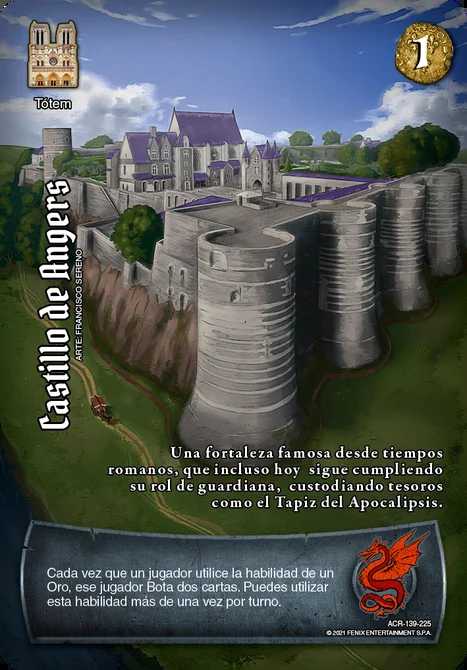 1
Tótem
Castillo de Angers
ARTE: FRANCISCO SERENO
Una fortaleza famosa desde tiempos
romanos, que incluso hoy sigue cumpliendo
su rol de guardiana, custodiando tesoros
como el Tapiz del Apocalipsis.
Cada vez que un jugador utilice la habilidad de un
Oro, ese jugador Bota dos cartas. Puedes utilizar
esta habilidad más de una vez por turno.
ACR-139-225
© 2021 FENIX ENTERTAINMENT S.P.A.